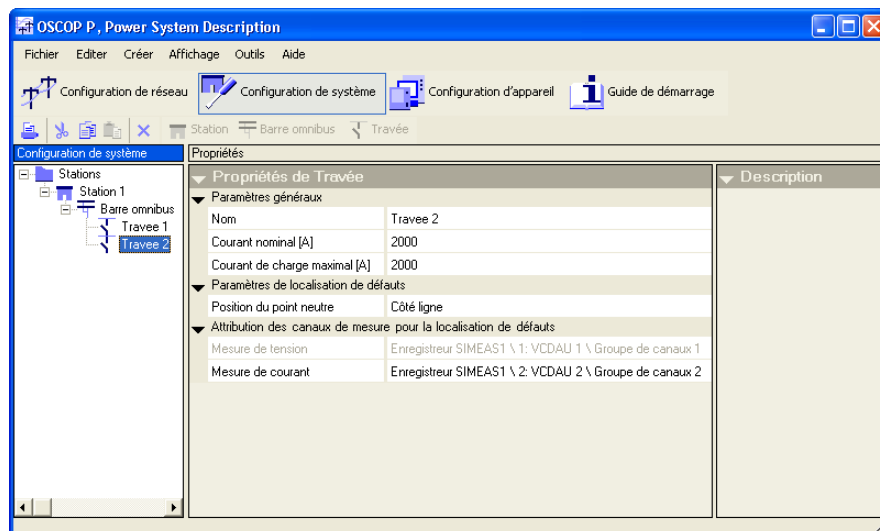 OSCOP P, Power System Description
Fichier Editer Créer Affichage Outils Aide
Configuration de réseau Configuration de système Configuration d'appareil Guide de démarrage
Station Barre omnibus Travée
Configuration de système Propriétés
Stations
Station 1
Barre omnibus
Travee 1
Travee 2
Propriétés de Travée
Paramètres généraux
Nom Travee 2
Courant nominal [A] 2000
Courant de charge maximal [A] 2000
Paramètres de localisation de défauts
Position du point neutre Côté ligne
Attribution des canaux de mesure pour la localisation de défauts
Mesure de tension Enregistreur SIMEAS1 \ 1: VCDAU 1 \ Groupe de canaux 1
Mesure de courant Enregistreur SIMEAS1 \ 2: VCDAU 2 \ Groupe de canaux 2
Description